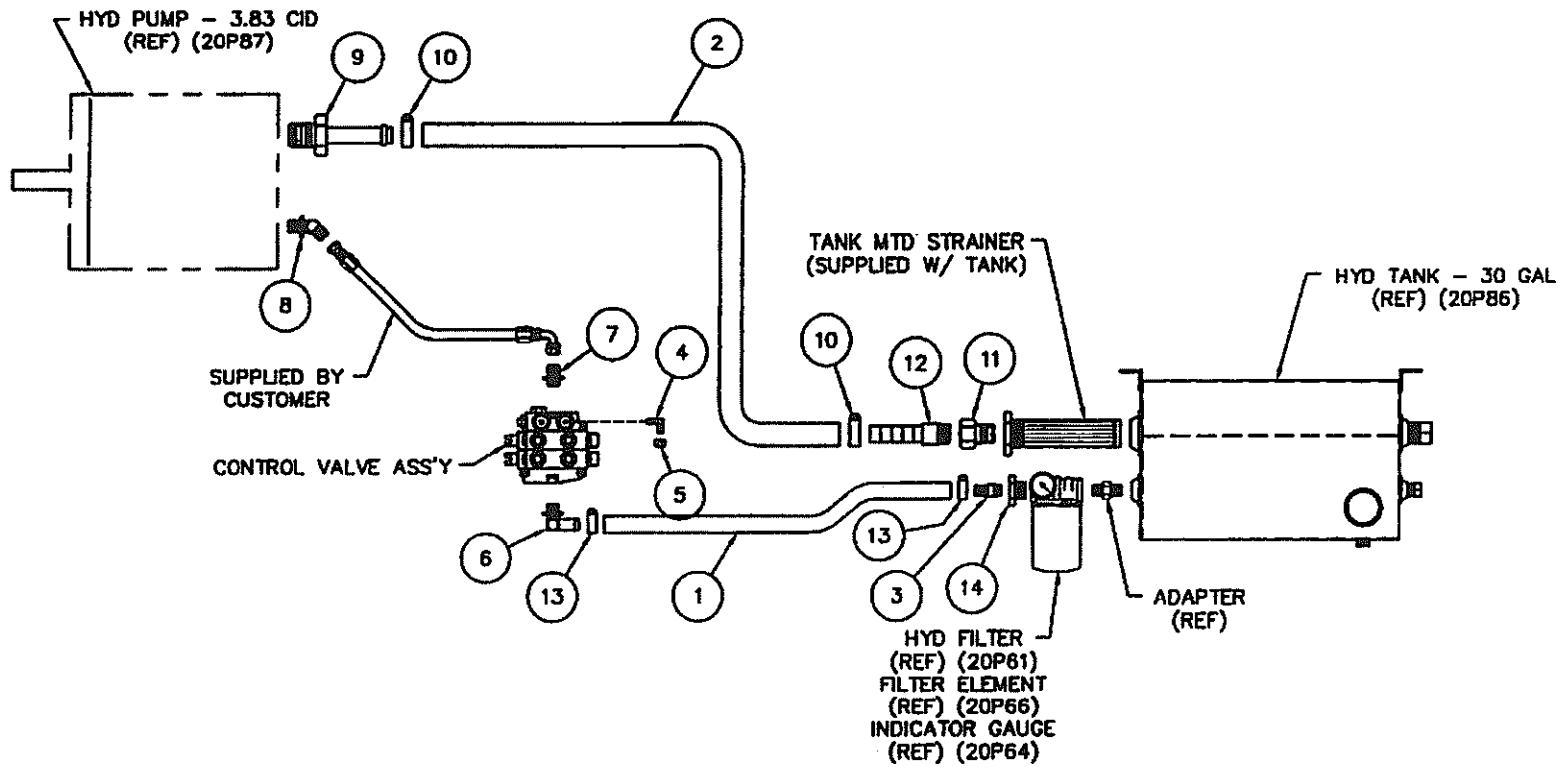 HYD PUMP - 3.83 CID
(REF) (20P87)
9
10
2
8
SUPPLIED BY
CUSTOMER
7
4
CONTROL VALVE ASS'Y
5
6
13
1
TANK MTD STRAINER
(SUPPLIED W/ TANK)
HYD TANK - 30 GAL
(REF) (20P86)
10
12
11
13
3
14
ADAPTER
(REF)
HYD FILTER
(REF) (20P61)
FILTER ELEMENT
(REF) (20P66)
INDICATOR GAUGE
(REF) (20P64)